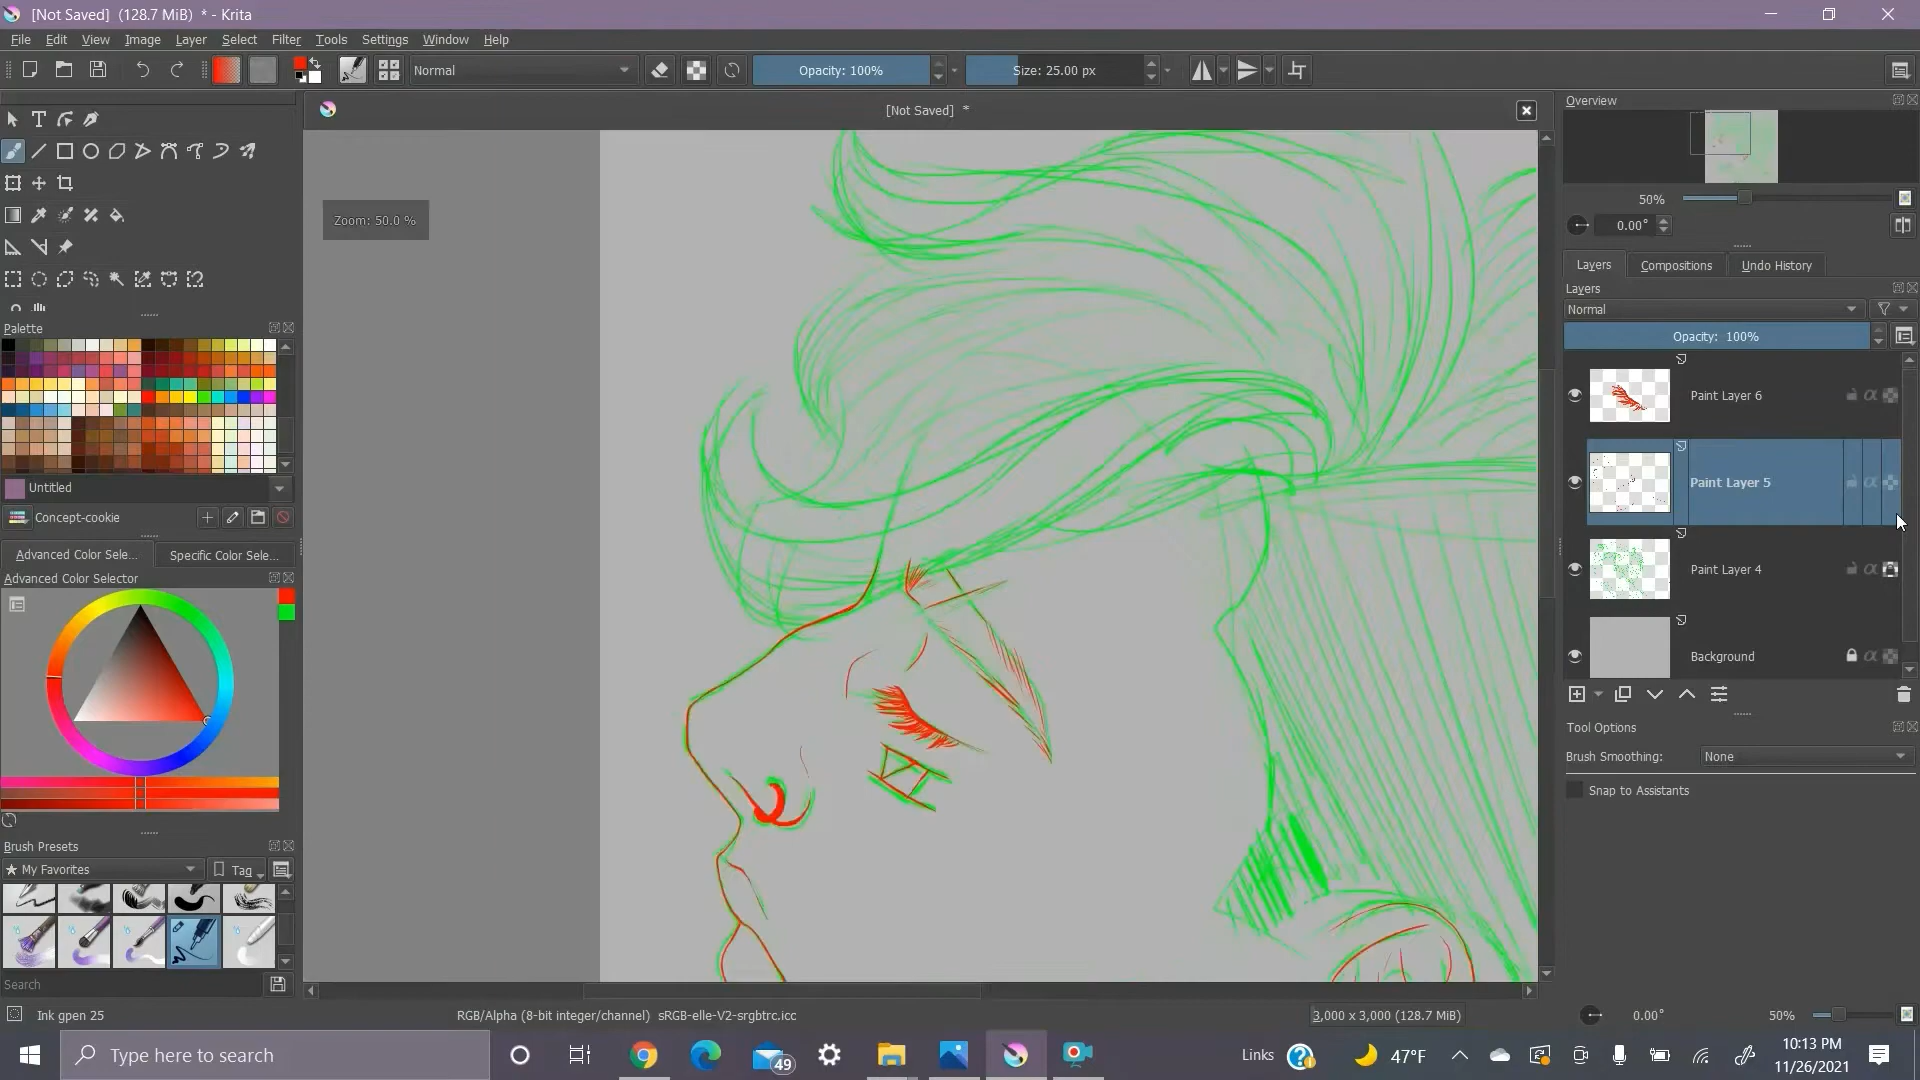 [Not Saved]  (128.7 MiB)  * - Krita
File Edit View Image Layer Select Filter Tools Settings Window Help
Normal
Opacity: 100%
Size: 25.00 px
[Not Saved]  *
Overview
Zoom: 50.0 %
50%
0.00°
Layers Compositions Undo History
Layers
Normal
Opacity:  100%
Paint Layer 6
Paint Layer 5
Paint Layer 4
Background
Tool Options
Brush Smoothing: None
Snap to Assistants
Palette
Untitled
Concept-cookie
Advanced Color Sele... Specific Color Sele...
Advanced Color Selector
Brush Presets
My Favorites Tag
Search
Ink gpen 25
RGB/Alpha (8-bit integer/channel)  sRGB-elle-V2-srgbtrc.icc
3,000 x 3,000 (128.7 MiB)
0.00°
50%
Type here to search
49
Links
47°F
10:13 PM
11/26/2021